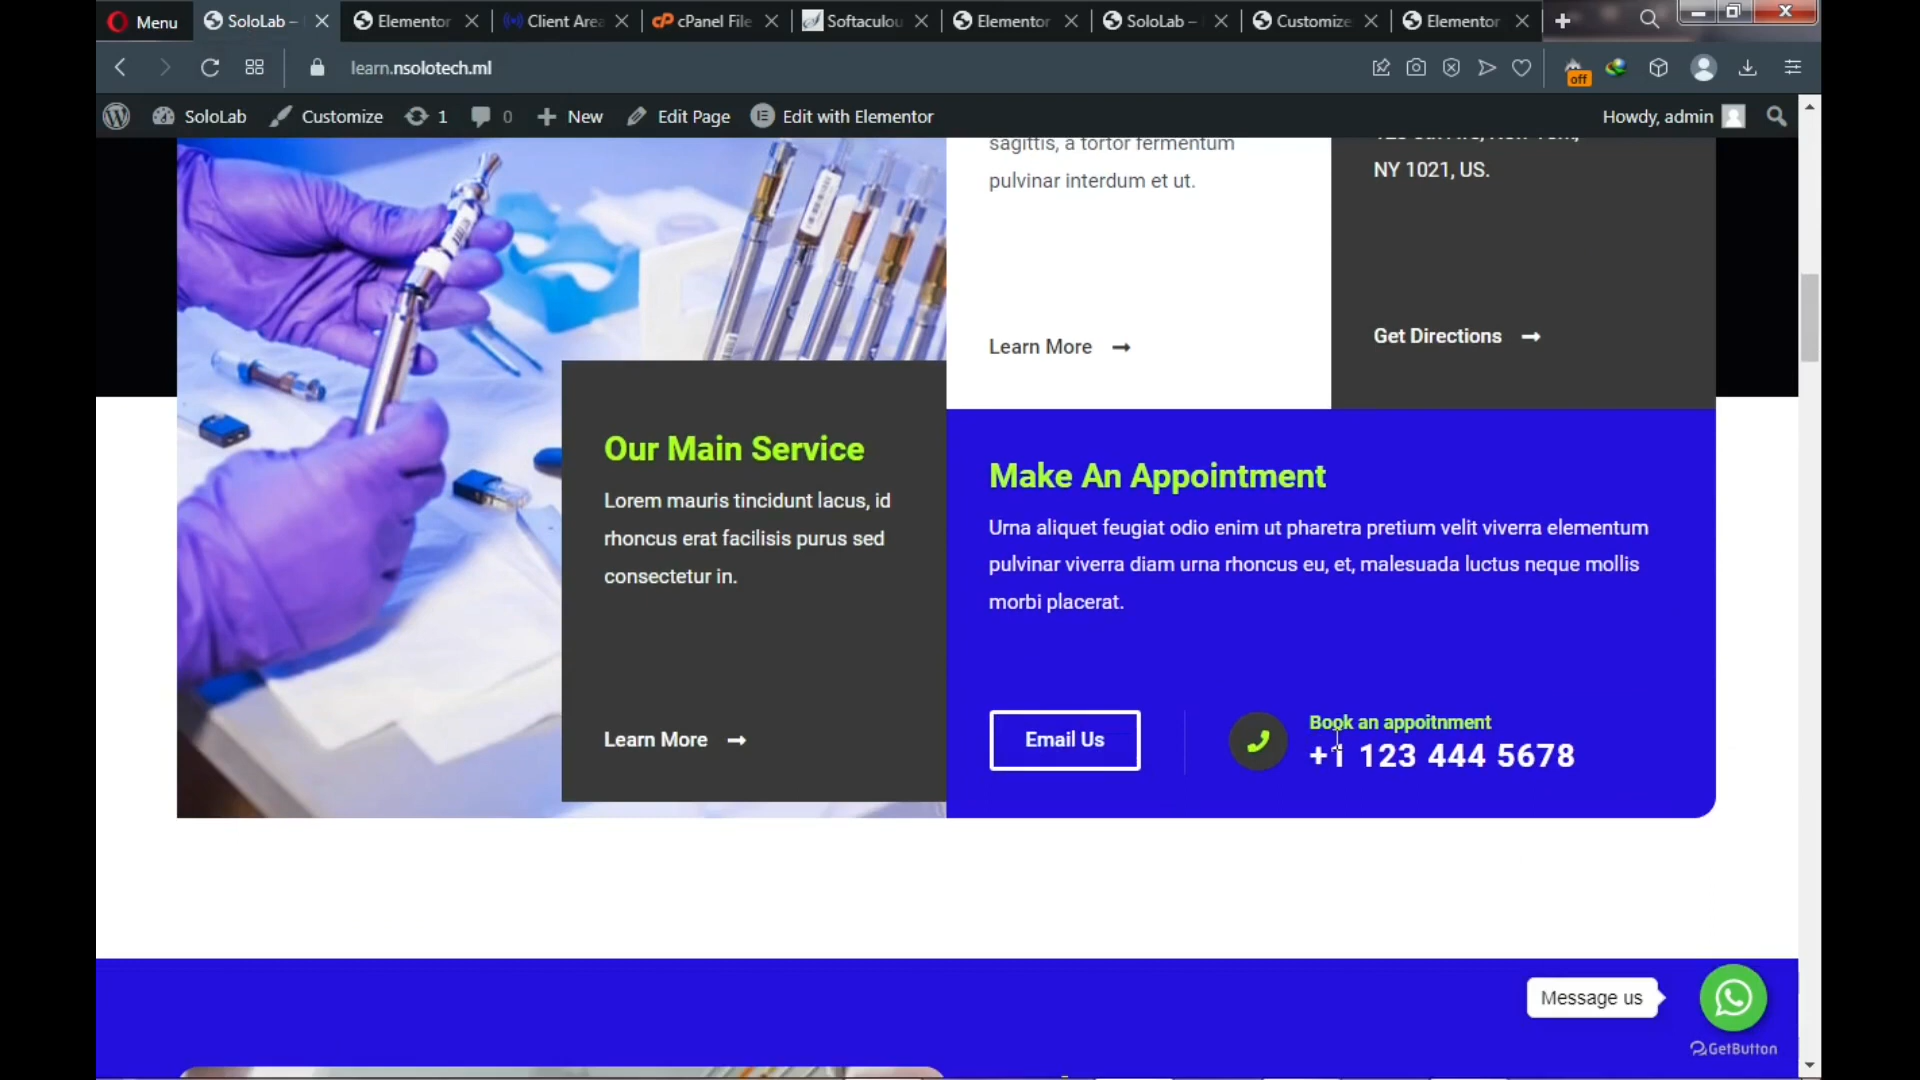 Menu
SoloLab –
Elementor
Client Area
cPanel File
Softaculou
Elementor
SoloLab –
Customize
Elementor
learn.nsolotech.ml
off
SoloLab
Customize
1
0
New
Edit Page
Edit with Elementor
Howdy, admin
sagittis, a tortor fermentum
pulvinar interdum et ut.
Learn More
NY 1021, US.
Get Directions
Our Main Service
Lorem mauris tincidunt lacus, id
rhoncus erat facilisis purus sed
consectetur in.
Learn More
Make An Appointment
Urna aliquet feugiat odio enim ut pharetra pretium velit viverra elementum
pulvinar viverra diam urna rhoncus eu, et, malesuada luctus neque mollis
morbi placerat.
Email Us
Book an appoitnment
+1 123 444 5678
Message us
GetButton